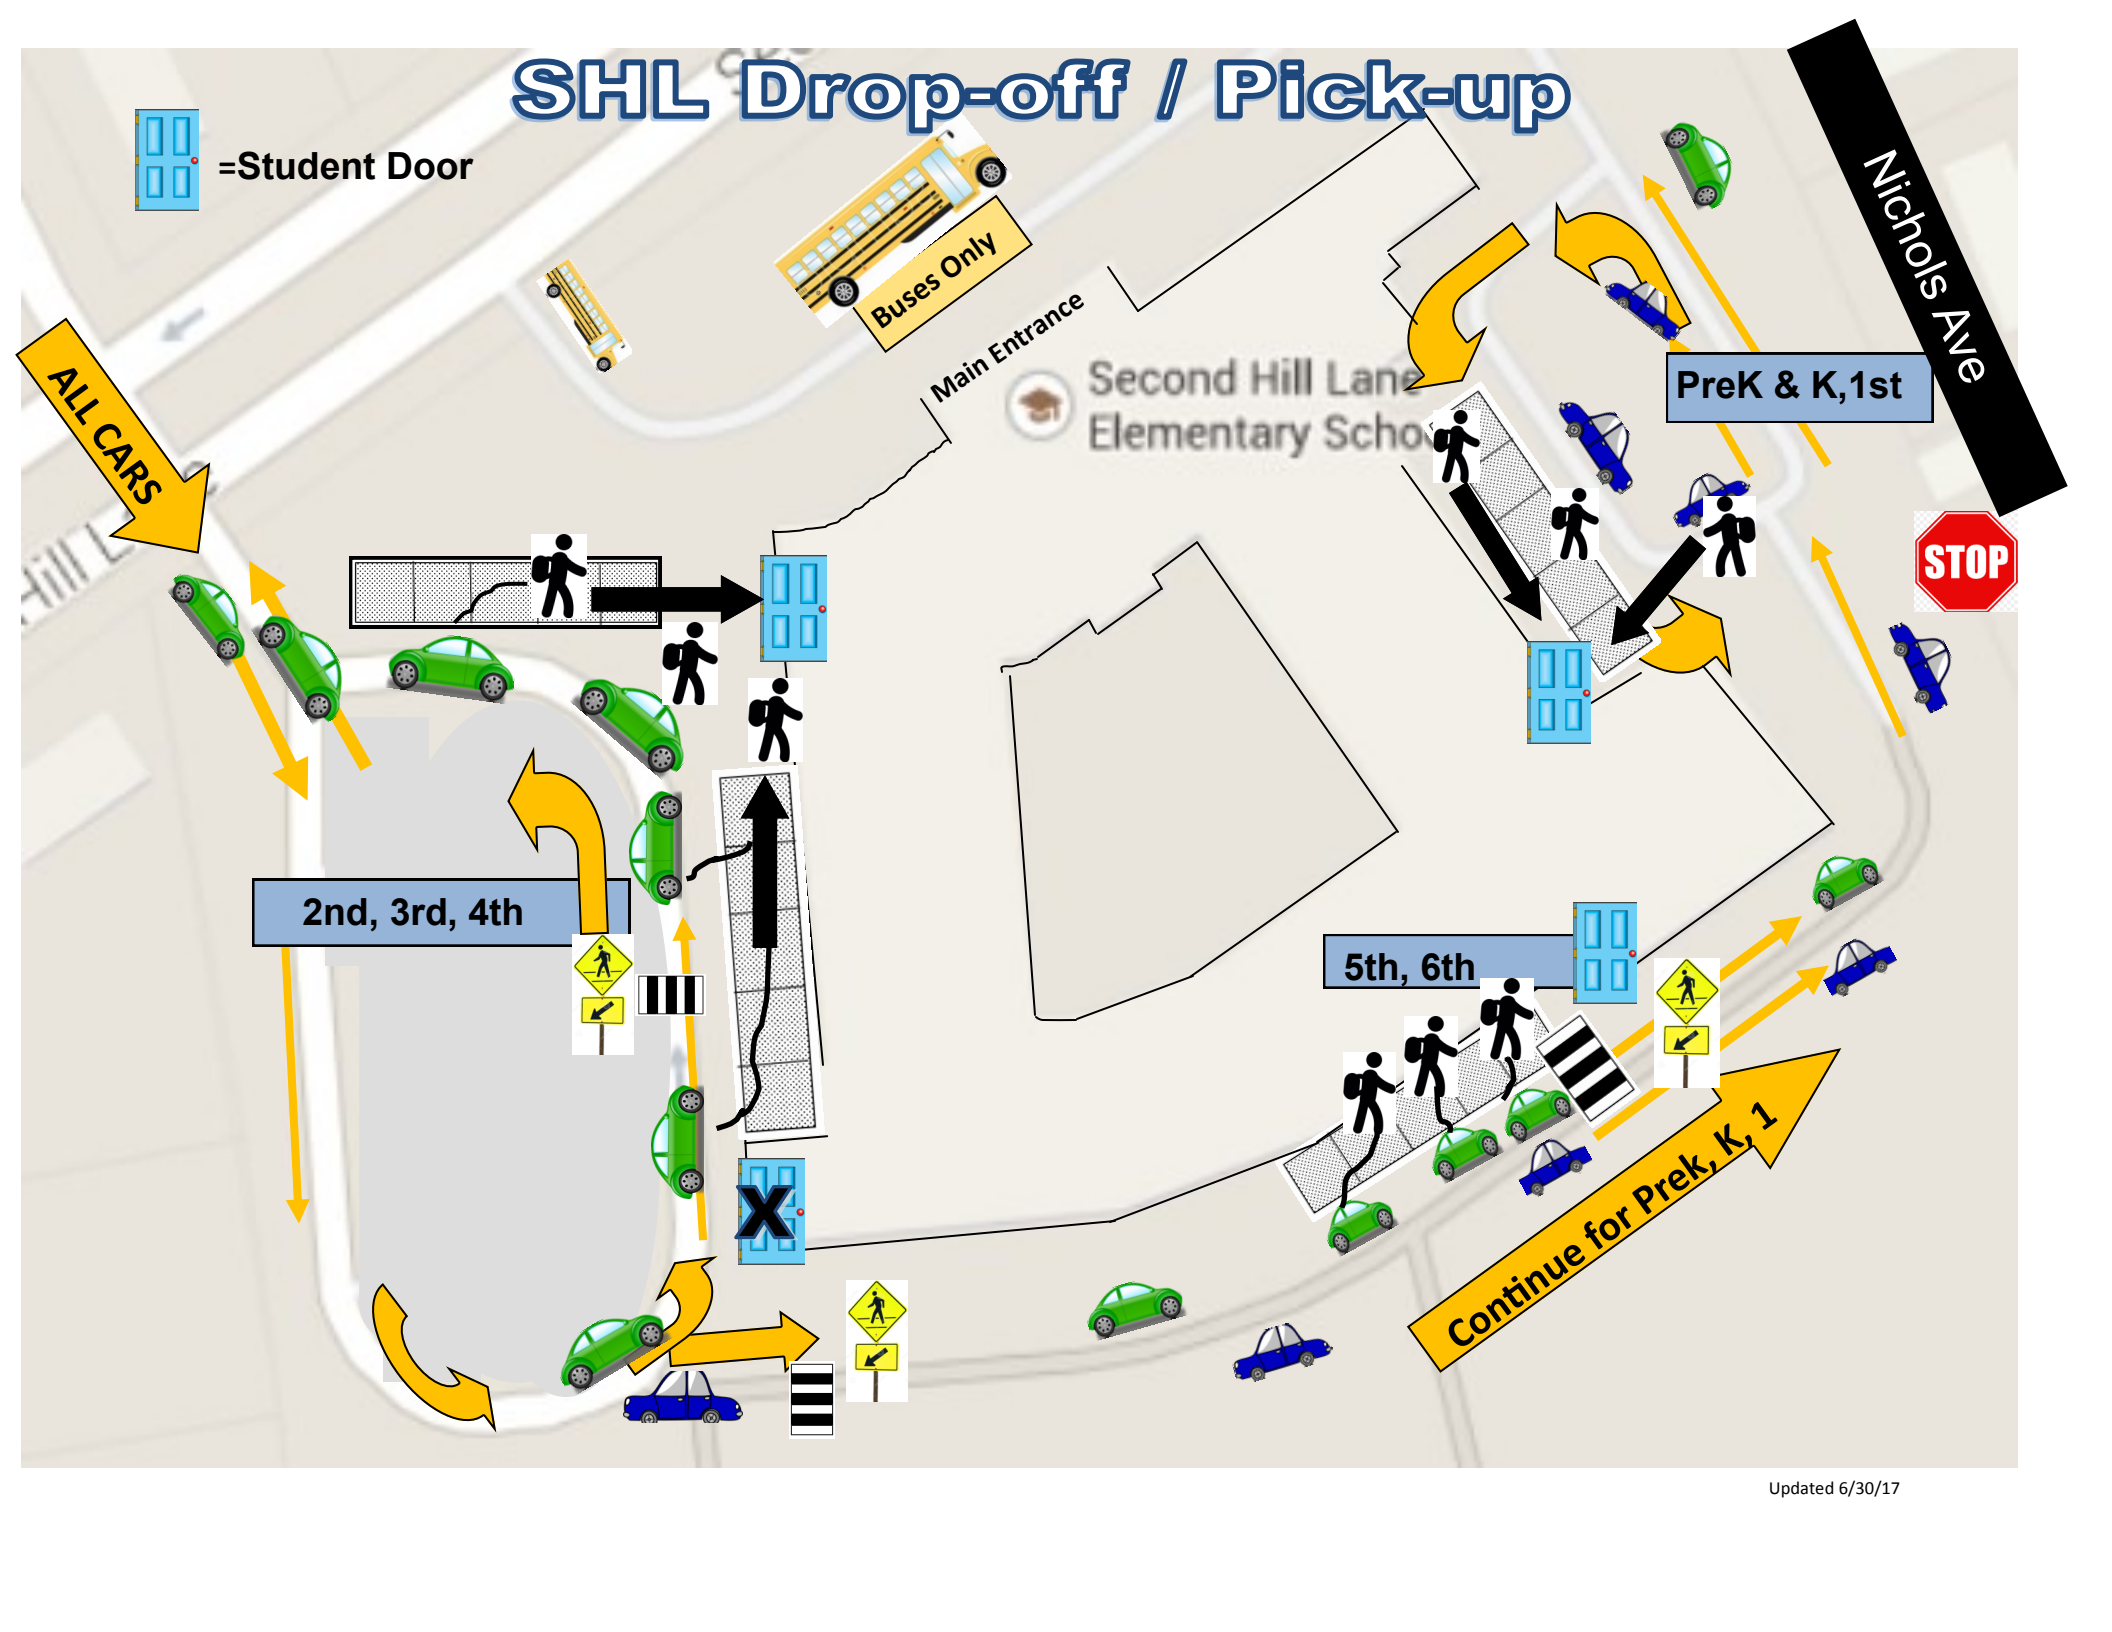 SHL Drop-off / Pick-up
=Student Door
Nichols Ave
Buses Only
Main Entrance
Second Hill Lane
Elementary
PreK & K,1st
ALL CARS
Hill
STOP
2nd, 3rd, 4th
5th, 6th
Continue for Prek, K, 1
X
Updated 6/30/17